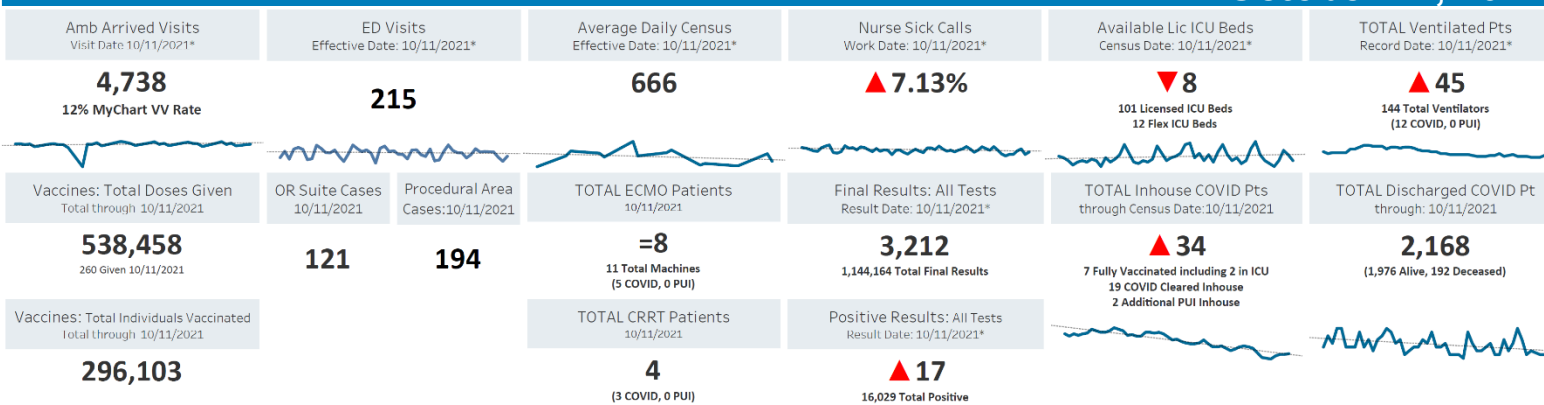 Amb Arrived Visits
Visit Date 10/11/2021*
4,738
12% MyChart VV Rate
ED Visits
Effective Date: 10/11/2021*
215
Average Daily Census
Effective Date: 10/11/2021*
666
Nurse Sick Calls
Work Date: 10/11/2021*
▲7.13%
Available Lic ICU Beds
Census Date: 10/11/2021*
▼8
101 Licensed ICU Beds
12 Flex ICU Beds
TOTAL Ventilated Pts
Record Date: 10/11/2021*
▲45
144 Total Ventilators
(12 COVID, 0 PUI)
Vaccines: Total Doses Given
Total through 10/11/2021
538,458
260 Given 10/11/2021
OR Suite Cases
10/11/2021
121
Procedural Area
Cases:10/11/2021
194
TOTAL ECMO Patients
10/11/2021
=8
11 Total Machines
(5 COVID, 0 PUI)
Final Results: All Tests
Result Date: 10/11/2021*
3,212
1,144,164 Total Final Results
TOTAL Inhouse COVID Pts
through Census Date:10/11/2021
▲34
7 Fully Vaccinated including 2 in ICU
19 COVID Cleared Inhouse
2 Additional PUI Inhouse
TOTAL Discharged COVID Pt
through: 10/11/2021
2,168
(1,976 Alive, 192 Deceased)
Vaccines: Total Individuals Vaccinated
Total through 10/11/2021
296,103
TOTAL CRRT Patients
10/11/2021
4
(3 COVID, 0 PUI)
Positive Results: All Tests
Result Date: 10/11/2021*
▲17
16,029 Total Positive